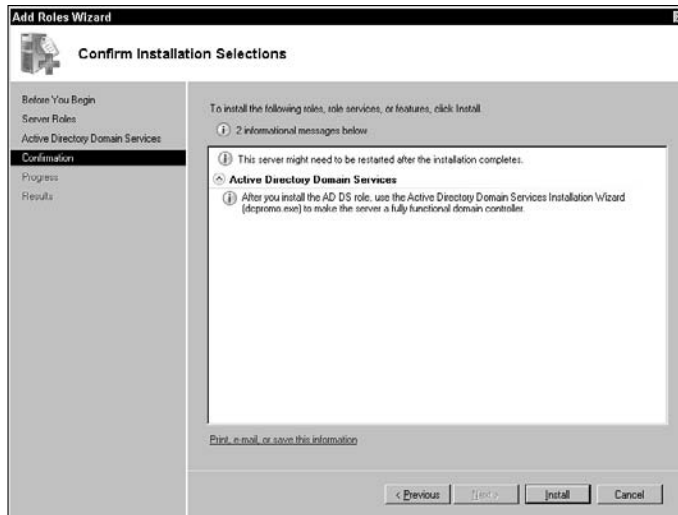 Add Roles Wizard
Confirm Installation Selections
Before You Begin
Server Roles
Active Directory Domain Services
Confirmation
Progress
Results
To install the following roles, role services, or features, click Install.
2 informational messages below
This server might need to be restarted after the installation completes.
Active Directory Domain Services
After you install the AD DS role, use the Active Directory Domain Services Installation Wizard
(dcpromo.exe) to make the server a fully functional domain controller.
Print, e-mail, or save this information
< Previous
Next >
Install
Cancel